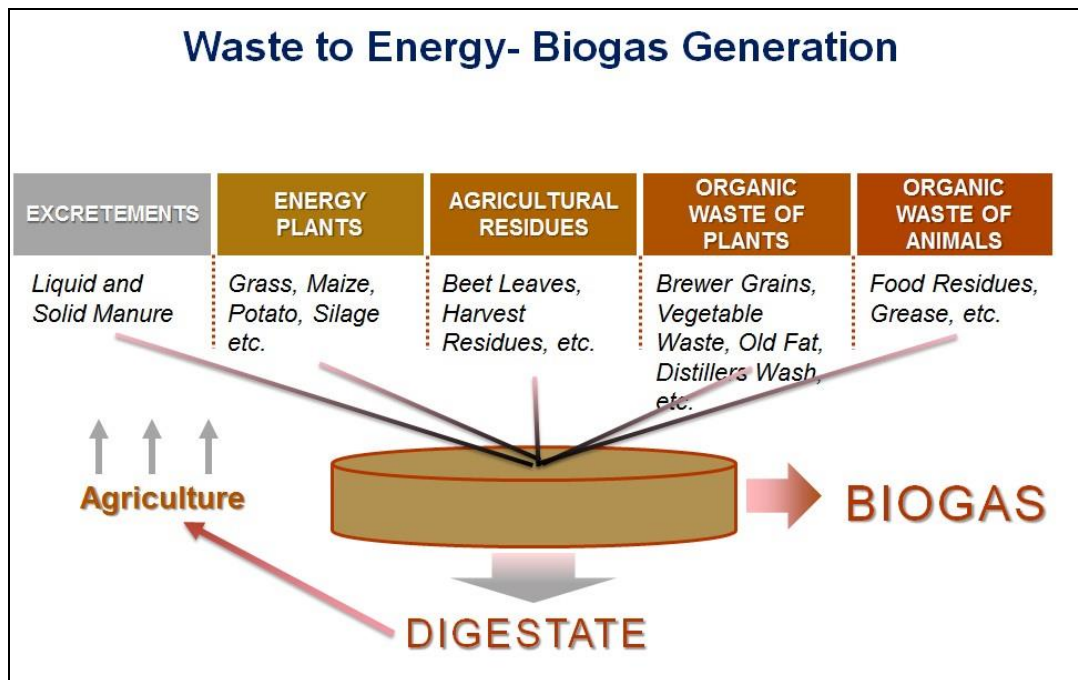 Waste to Energy- Biogas Generation
EXCRETEMENTS
ENERGY
PLANTS
AGRICULTURAL
RESIDUES
ORGANIC
WASTE OF
PLANTS
ORGANIC
WASTE OF
ANIMALS
Liquid and
Solid Manure
Grass, Maize,
Potato, Silage
etc.
Beet Leaves,
Harvest
Residues, etc.
Brewer Grains,
Vegetable
Waste, Old Fat,
Distillers Wash,
etc.
Food Residues,
Grease, etc.
Agriculture
BIOGAS
DIGESTATE